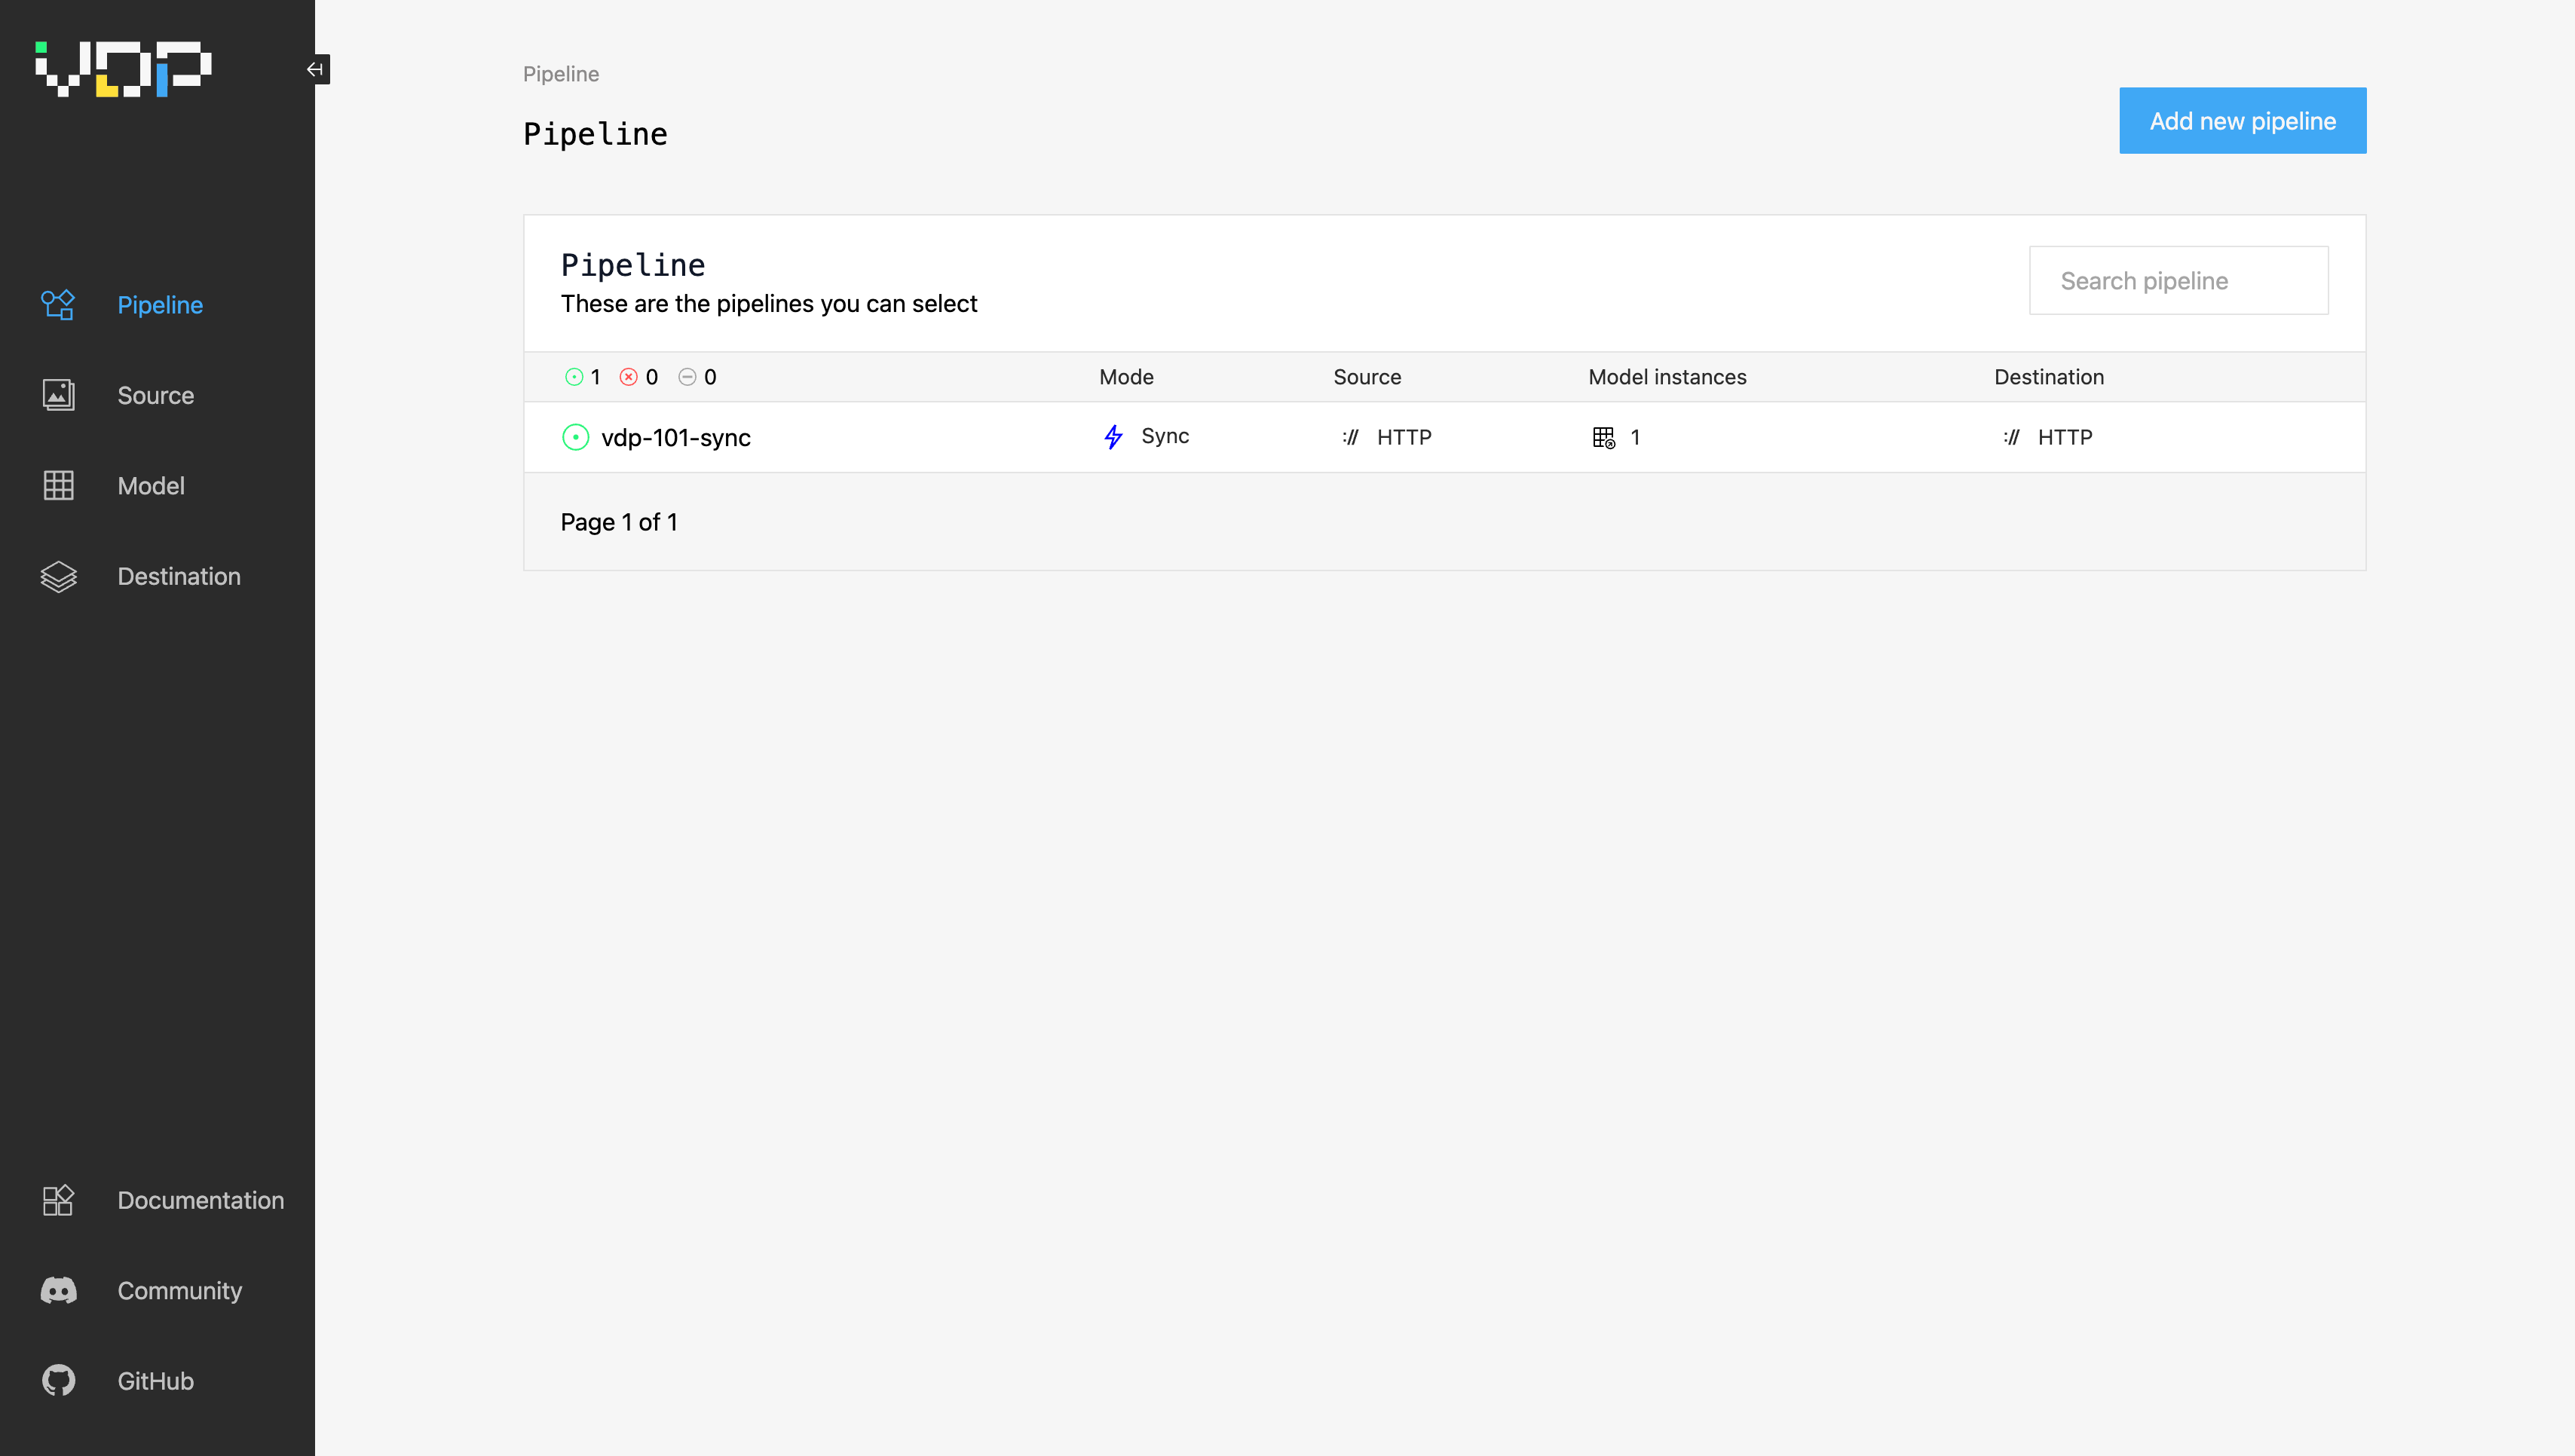 VDP
Pipeline
Source
Model
Destination
Documentation
Community
GitHub
Pipeline
Pipeline
Add new pipeline
Pipeline
These are the pipelines you can select
Search pipeline
1 0 0 Mode Source Model instances Destination
vdp-101-sync Sync :// HTTP 1 :// HTTP
Page 1 of 1